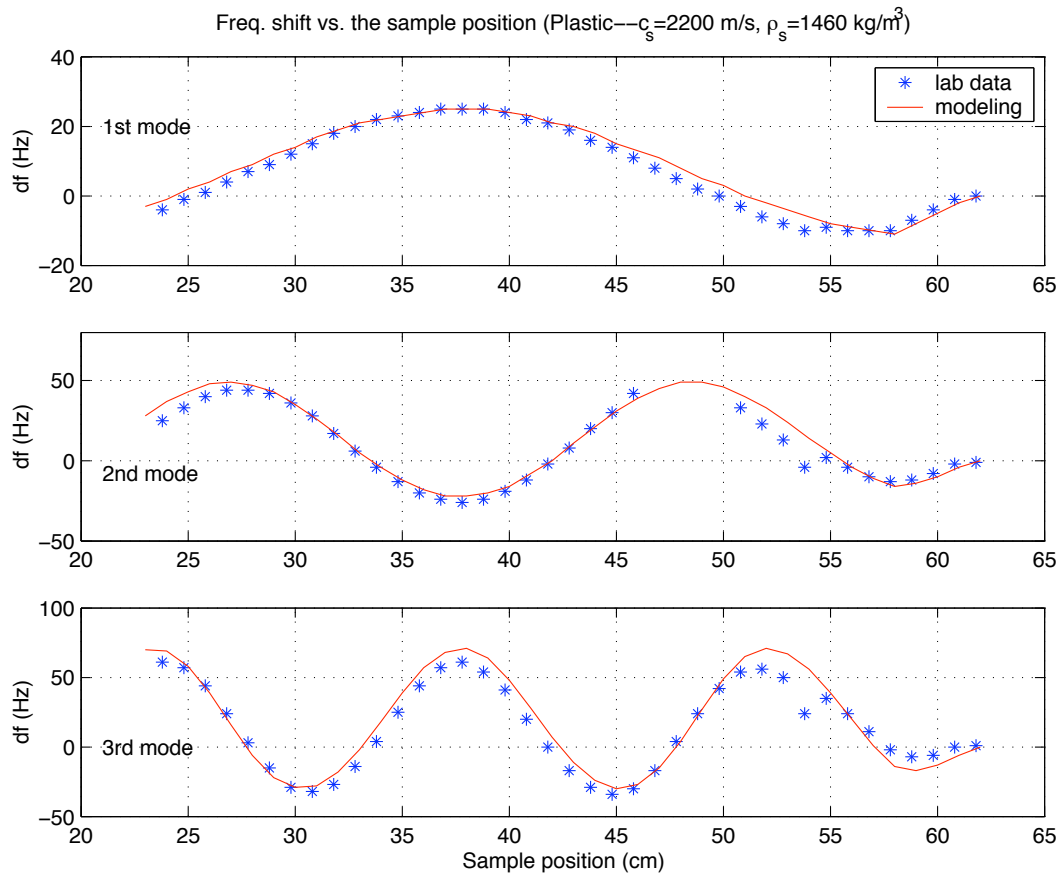 Freq. shift vs. the sample position (Plastic−−c_s=2200 m/s, ρ_s=1460 kg/m^3)
40
20
0
−20
df (Hz)
1st mode
lab data
modeling
20 25 30 35 40 45 50 55 60 65
50
0
−50
df (Hz)
2nd mode
20 25 30 35 40 45 50 55 60 65
100
50
0
−50
df (Hz)
3rd mode
20 25 30 35 40 45 50 55 60 65
Sample position (cm)